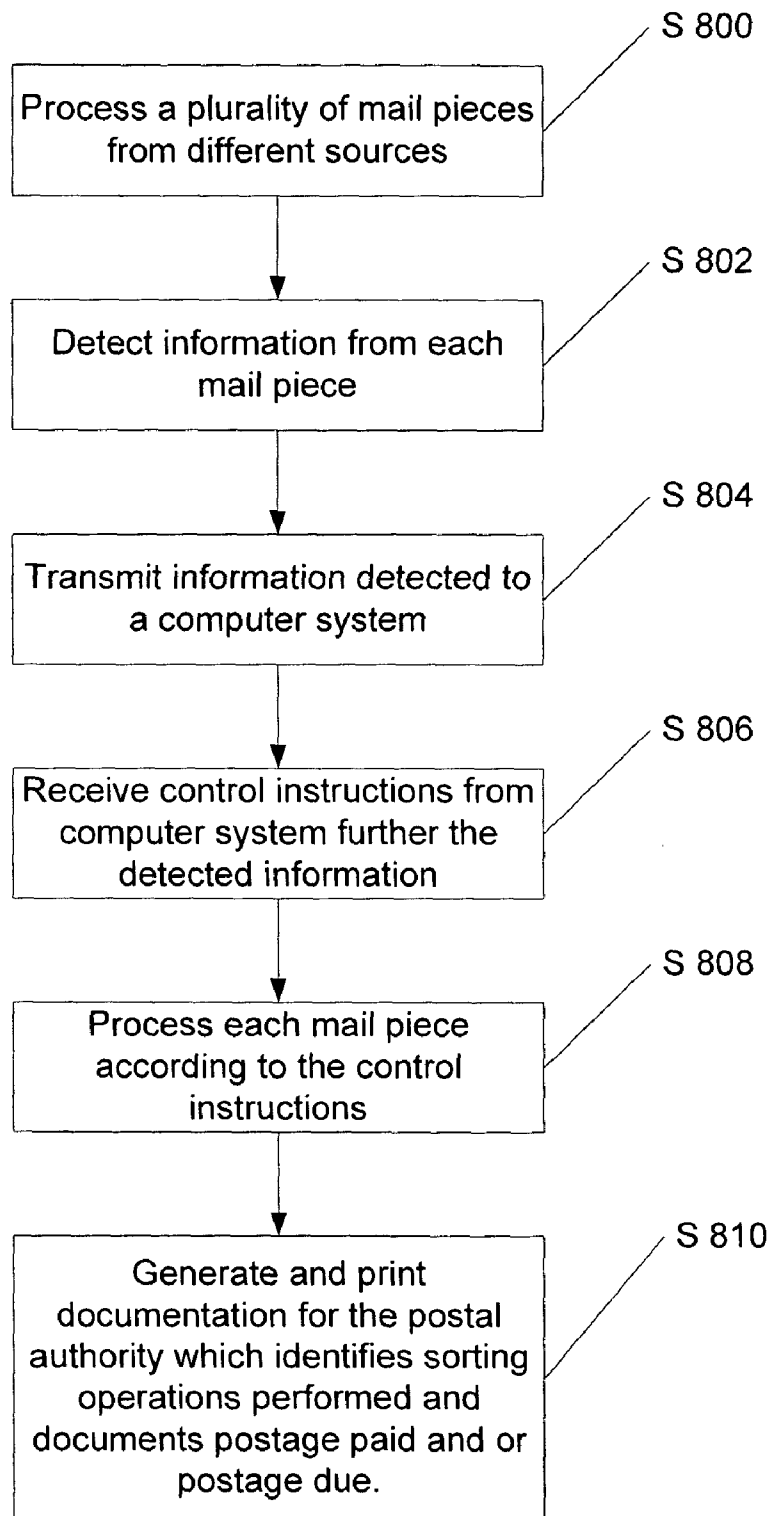 S 800
Process a plurality of mail pieces
from different sources
S 802
Detect information from each
mail piece
S 804
Transmit information detected to
a computer system
S 806
Receive control instructions from
computer system further the
detected information
S 808
Process each mail piece
according to the control
instructions
S 810
Generate and print
documentation for the postal
authority which identifies sorting
operations performed and
documents postage paid and or
postage due.